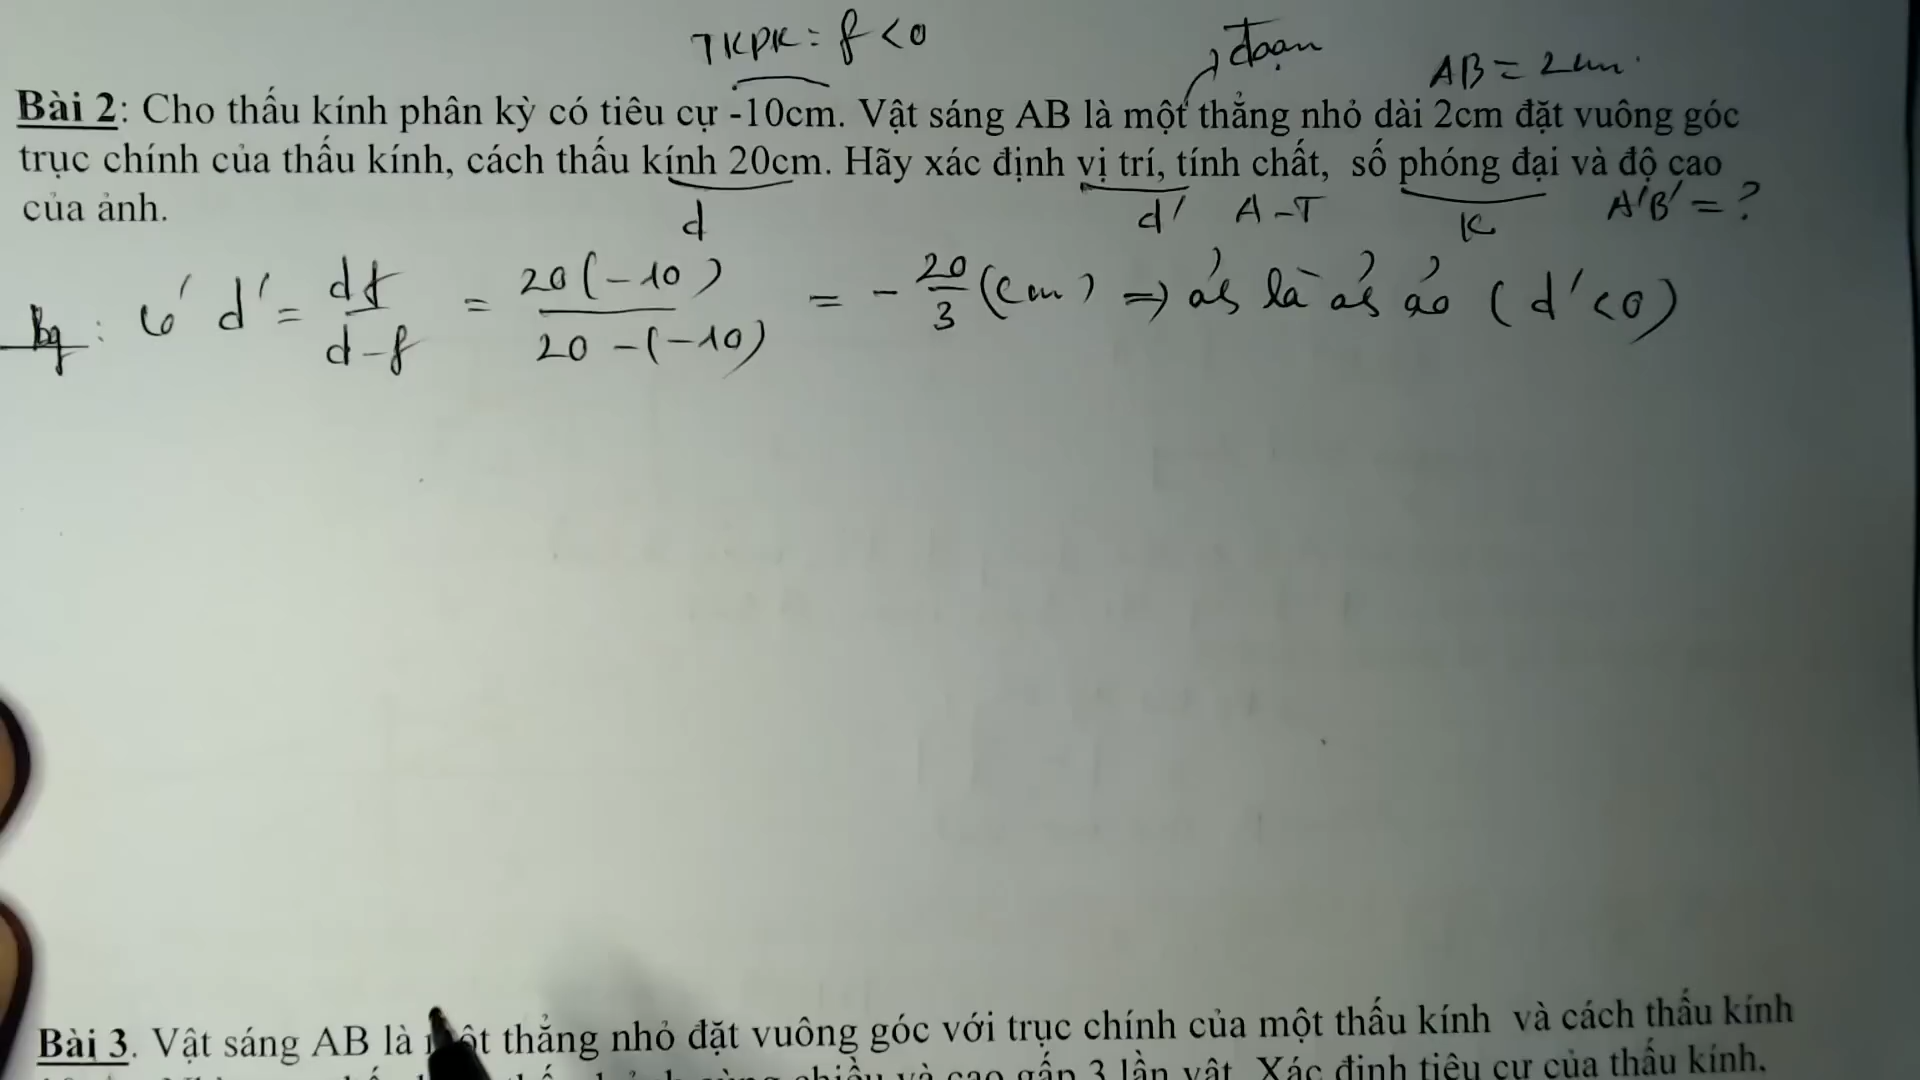 TKPK: f < 0
đoạn
AB = 2cm.
Bài 2: Cho thấu kính phân kỳ có tiêu cự -10cm. Vật sáng AB là một thẳng nhỏ dài 2cm đặt vuông góc
trục chính của thấu kính, cách thấu kính 20cm. Hãy xác định vị trí, tính chất, số phóng đại và độ cao
của ảnh.
d d' A-T K A'B' = ?
Bg: Có d' = df / d-f = 20(-10) / 20-(-10) = - 20/3 (cm) => ảh là ảh ảo (d' < 0)
Bài 3. Vật sáng AB là một thẳng nhỏ đặt vuông góc với trục chính của một thấu kính và cách thấu kính
cùng chiều và cao gấp 3 lần vật. Xác định tiêu cự của thấu kính.